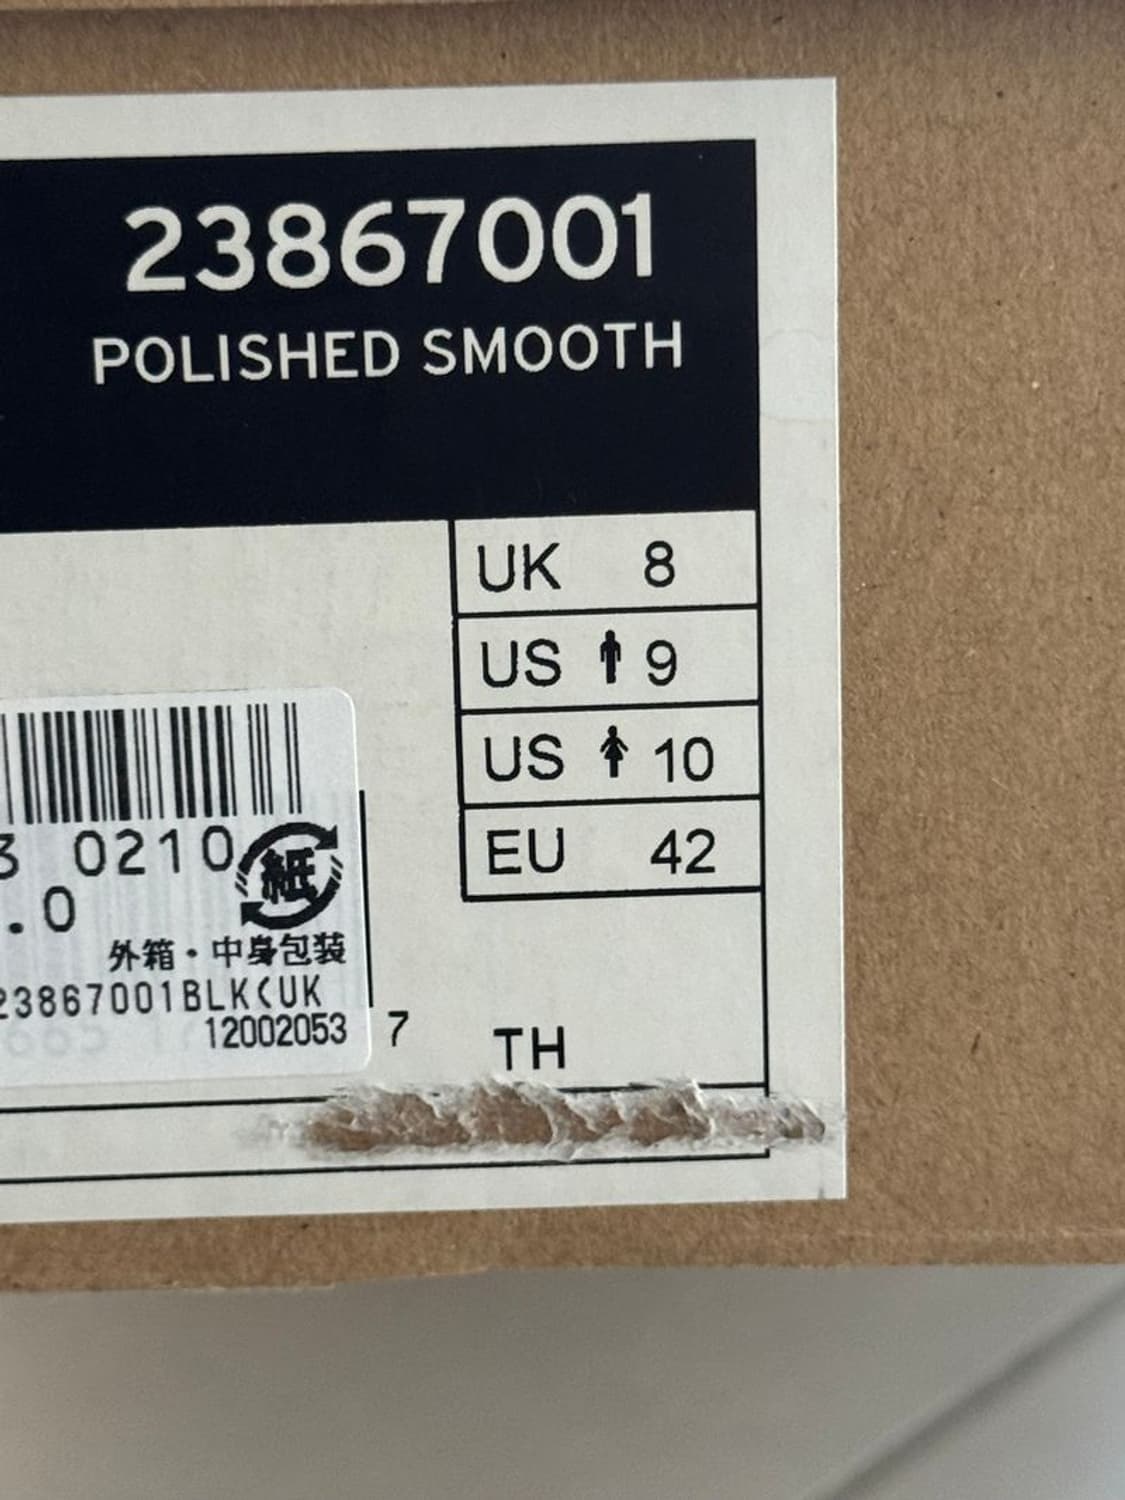 23867001
POLISHED SMOOTH
UK 8
US 9
US 10
EU 42
3 0210
.0
紙
外箱・中身包装
23867001BLK(UK
12002053
7
TH